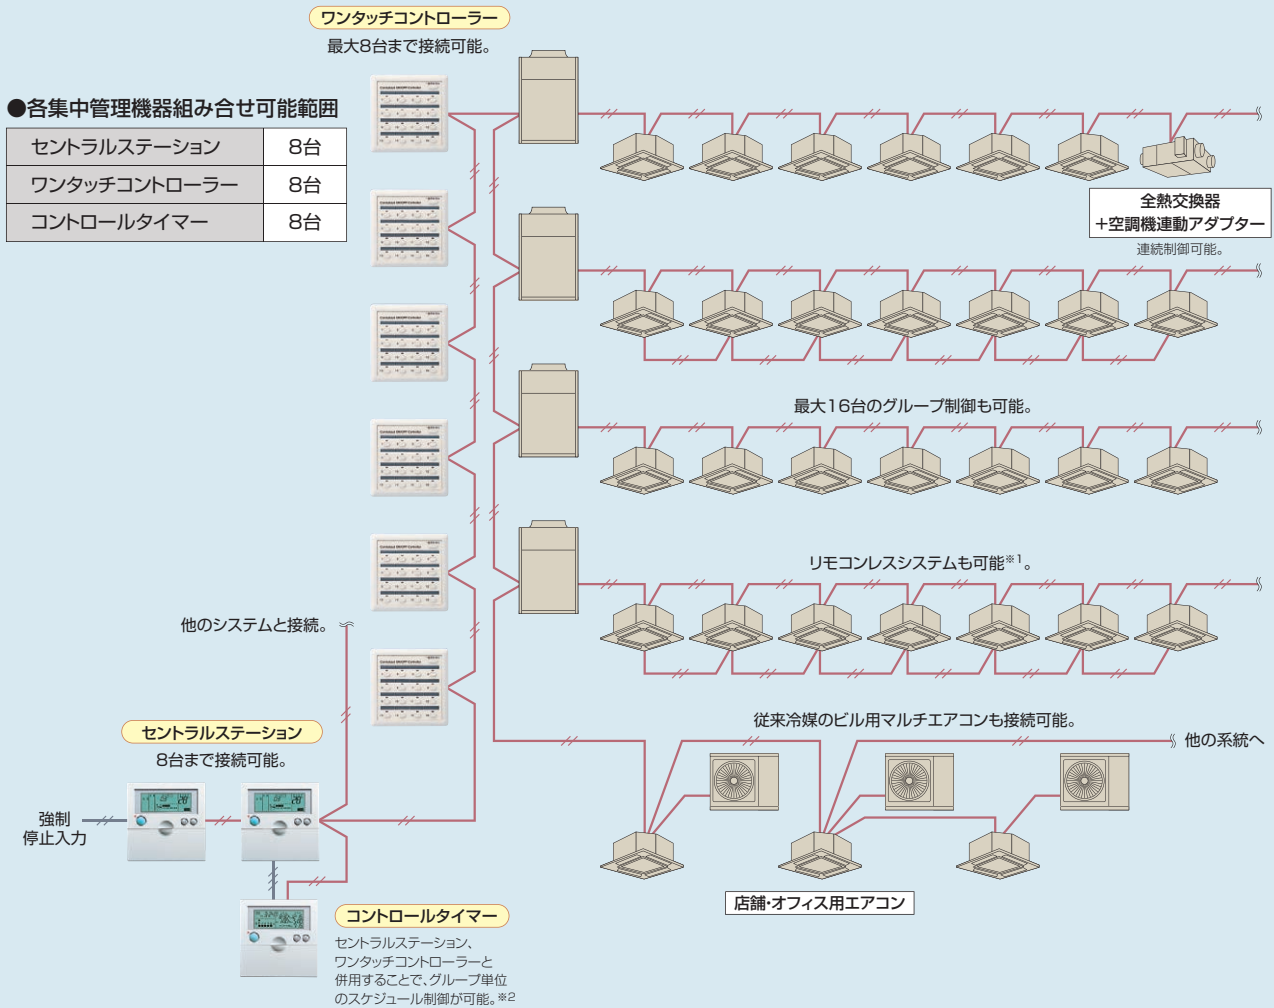 ワンタッチコントローラー
最大8台まで接続可能。
●各集中管理機器組み合せ可能範囲
セントラルステーション 8台
ワンタッチコントローラー 8台
コントロールタイマー 8台
全熱交換器
＋空調機連動アダプター
連続制御可能。
最大16台のグループ制御も可能。
リモコンレスシステムも可能※1。
他のシステムと接続。
従来冷媒のビル用マルチエアコンも接続可能。
他の系統へ
セントラルステーション
8台まで接続可能。
強制
停止入力
店舗・オフィス用エアコン
コントロールタイマー
セントラルステーション、
ワンタッチコントローラーと
併用することで、グループ単位
のスケジュール制御が可能。※2